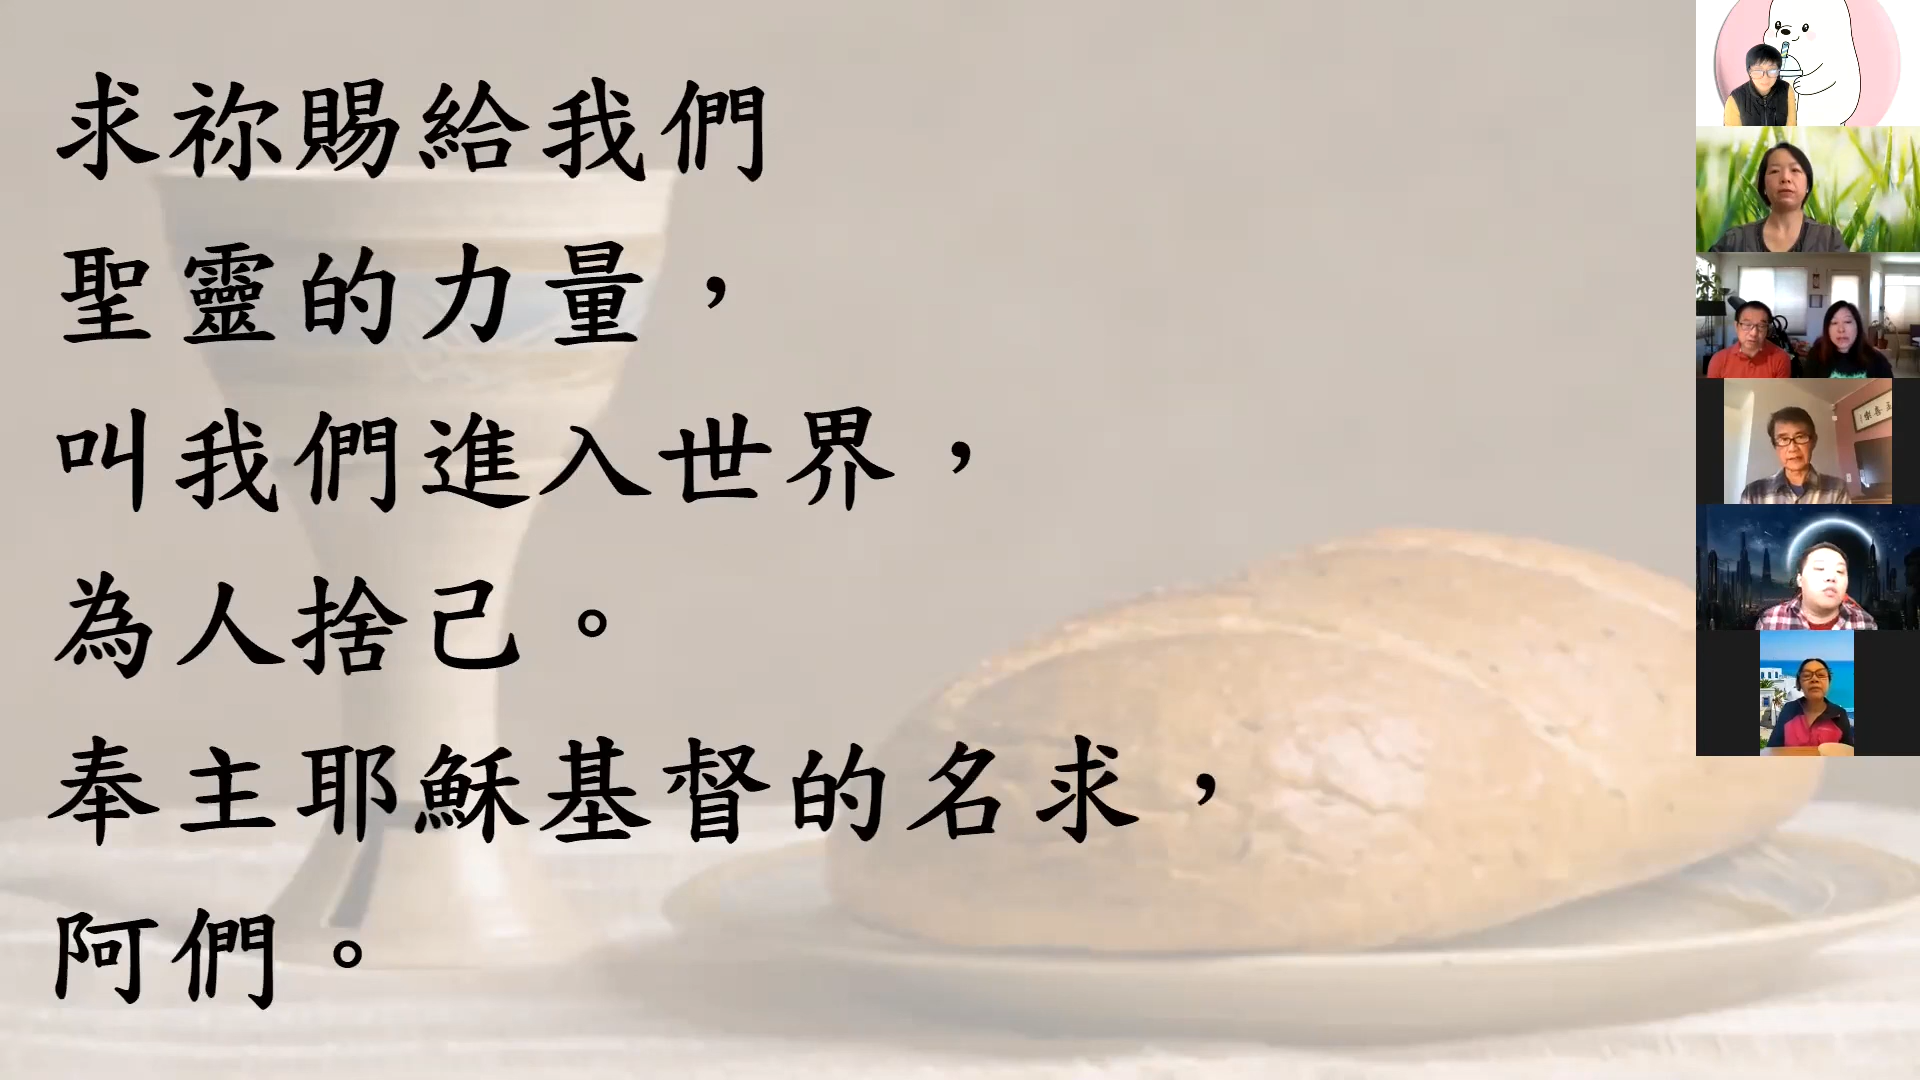 求祢賜給我們
聖靈的力量，
叫我們進入世界，
為人捨己。
奉主耶穌基督的名求，
阿們。